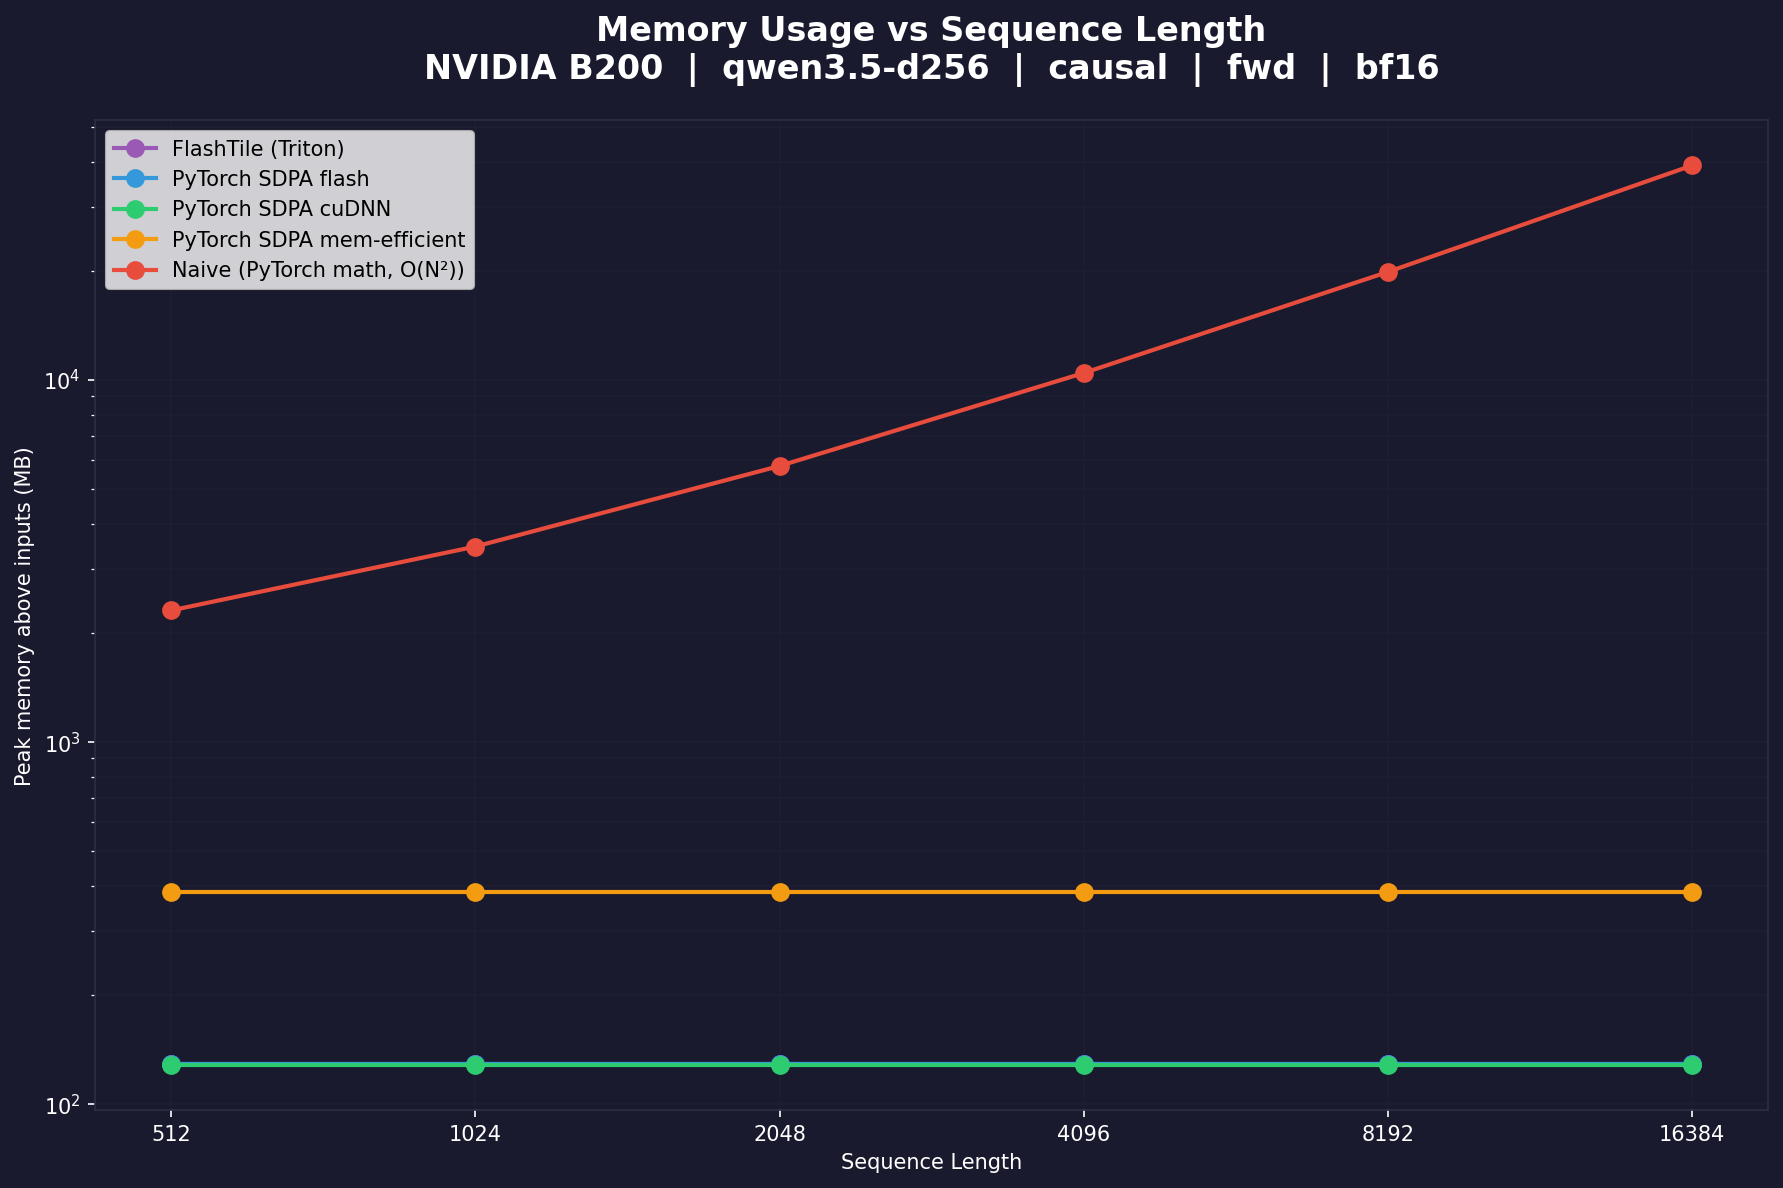 Memory Usage vs Sequence Length
NVIDIA B200 | qwen3.5-d256 | causal | fwd | bf16
FlashTile (Triton)
PyTorch SDPA flash
PyTorch SDPA cuDNN
PyTorch SDPA mem-efficient
Naive (PyTorch math, O(N²))
Peak memory above inputs (MB)
10⁴
10³
10²
512 1024 2048 4096 8192 16384
Sequence Length